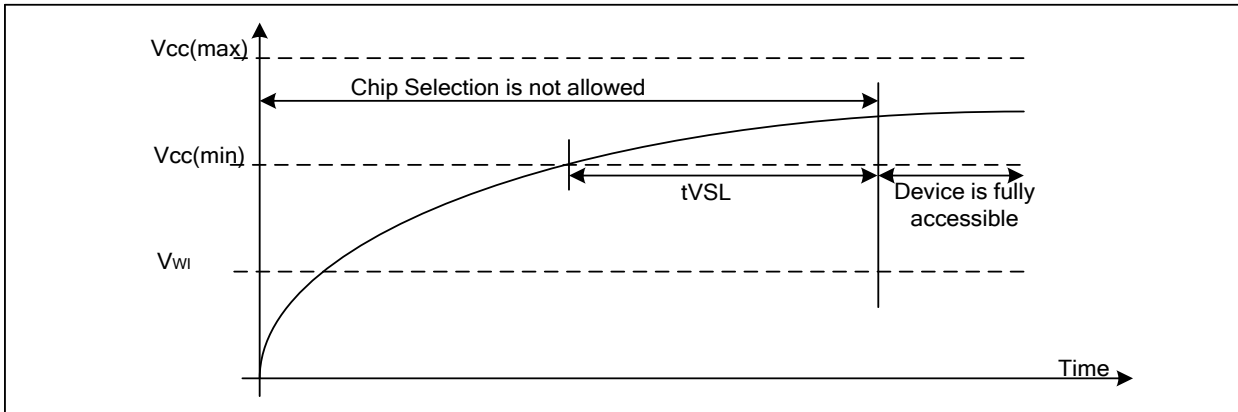 Vcc(max)
Chip Selection is not allowed
Vcc(min)
tVSL
Device is fully
accessible
VWI
Time